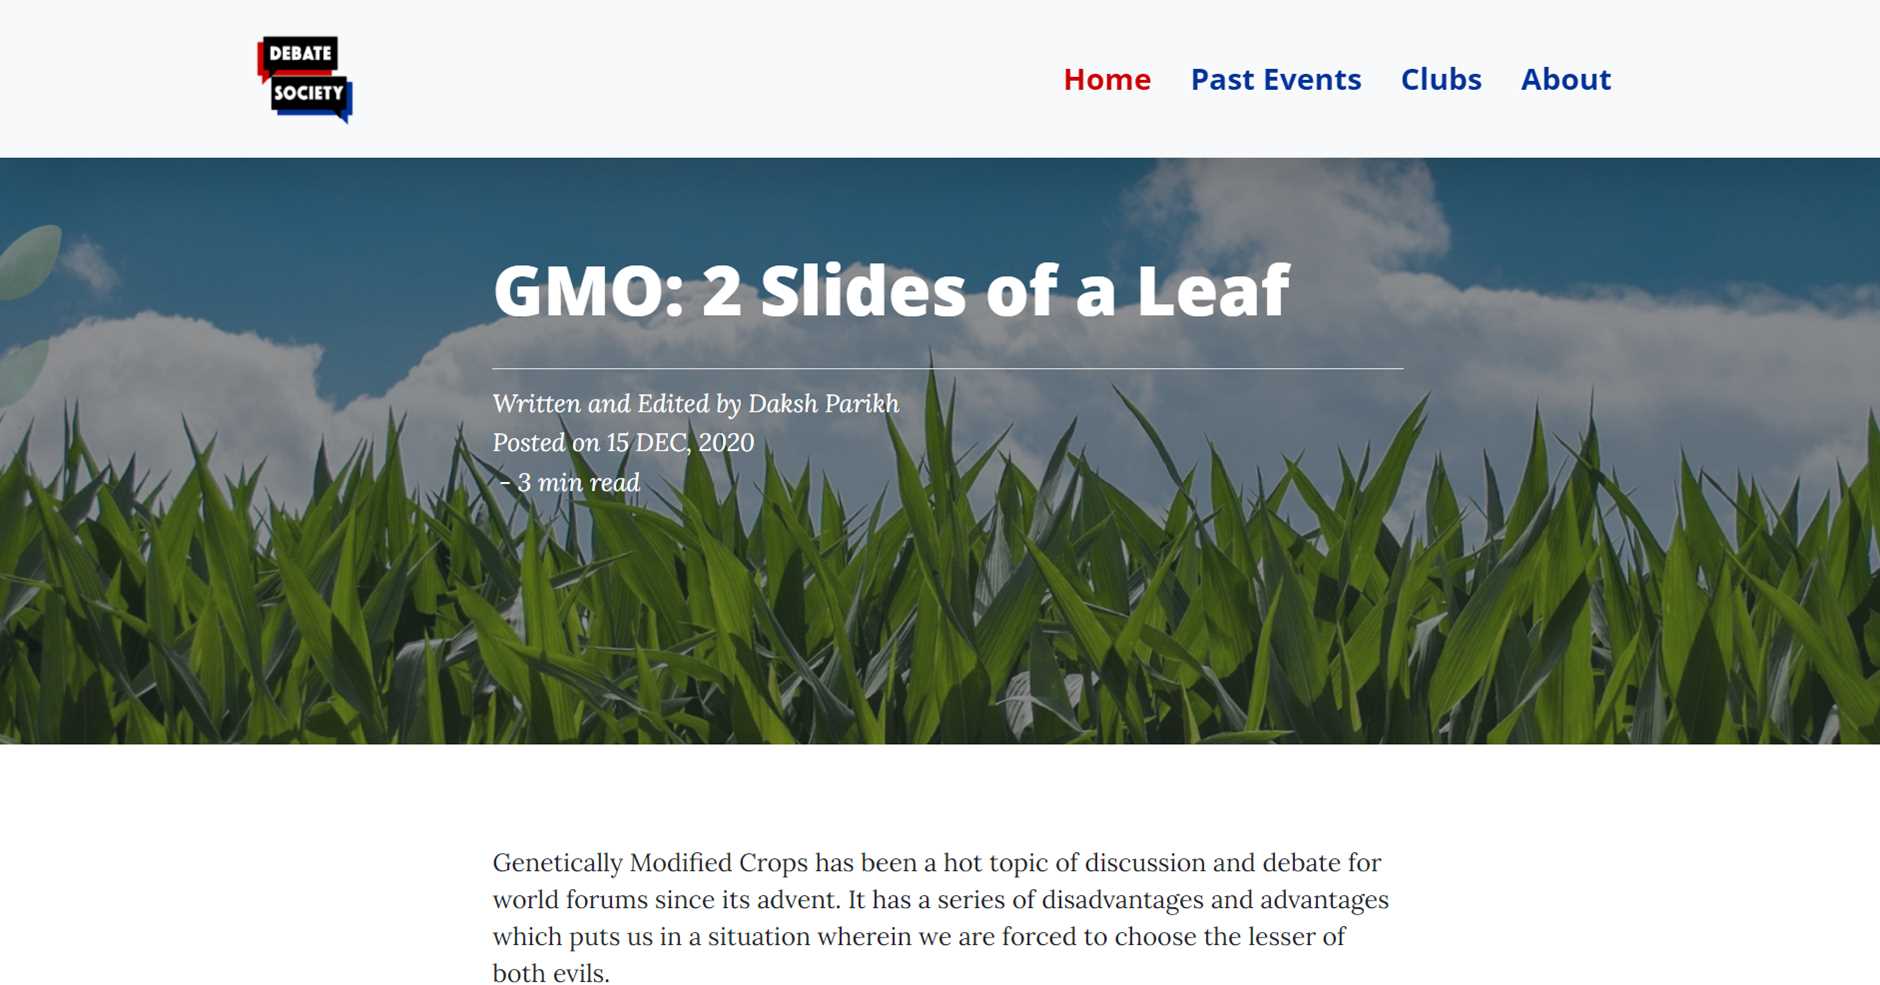 DEBATE
SOCIETY
Home Past Events Clubs About
GMO: 2 Slides of a Leaf
Written and Edited by Daksh Parikh
Posted on 15 DEC, 2020
- 3 min read
Genetically Modified Crops has been a hot topic of discussion and debate for
world forums since its advent. It has a series of disadvantages and advantages
which puts us in a situation wherein we are forced to choose the lesser of
both evils.